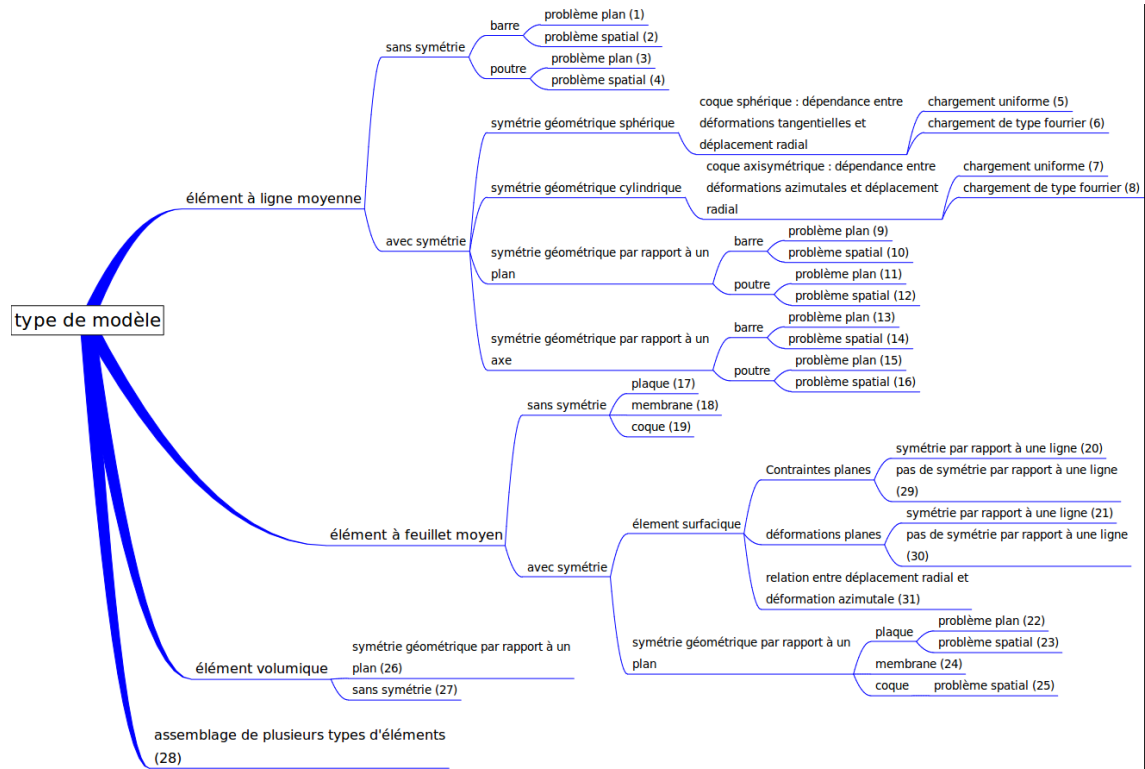 type de modèle
élément à ligne moyenne
sans symétrie
barre
problème plan (1)
problème spatial (2)
poutre
problème plan (3)
problème spatial (4)
avec symétrie
symétrie géométrique sphérique
coque sphérique : dépendance entre
déformations tangentielles et
déplacement radial
chargement uniforme (5)
chargement de type fourrier (6)
symétrie géométrique cylindrique
coque axisymétrique : dépendance entre
déformations azimutales et déplacement
radial
chargement uniforme (7)
chargement de type fourrier (8)
symétrie géométrique par rapport à un
plan
barre
problème plan (9)
problème spatial (10)
poutre
problème plan (11)
problème spatial (12)
symétrie géométrique par rapport à un
axe
barre
problème plan (13)
problème spatial (14)
poutre
problème plan (15)
problème spatial (16)
élément à feuillet moyen
sans symétrie
plaque (17)
membrane (18)
coque (19)
avec symétrie
élement surfacique
Contraintes planes
symétrie par rapport à une ligne (20)
pas de symétrie par rapport à une ligne
(29)
déformations planes
symétrie par rapport à une ligne (21)
pas de symétrie par rapport à une ligne
(30)
relation entre déplacement radial et
déformation azimutale (31)
symétrie géométrique par rapport à un
plan
plaque
problème plan (22)
problème spatial (23)
membrane (24)
coque
problème spatial (25)
élément volumique
symétrie géométrique par rapport à un
plan (26)
sans symétrie (27)
assemblage de plusieurs types d'éléments
(28)